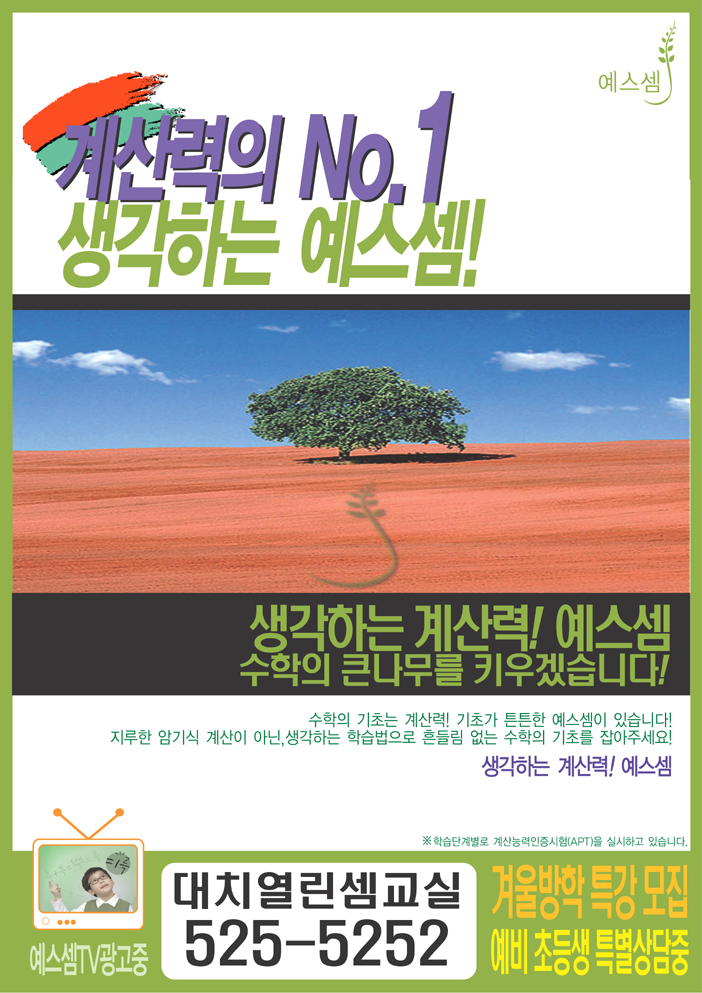 예스셈
계산력의 No.1
생각하는 예스셈!
생각하는 계산력! 예스셈
수학의 큰나무를 키우겠습니다!
수학의 기초는 계산력! 기초가 튼튼한 예스셈이 있습니다!
지루한 암기식 계산이 아닌,생각하는 학습법으로 흔들림 없는 수학의 기초를 잡아주세요!
생각하는 계산력! 예스셈
※학습단계별로 계산능력인증시험(APT)을 실시하고 있습니다.
예스셈TV광고중
대치열린셈교실
525-5252
겨울방학 특강 모집
예비 초등생 특별상담중